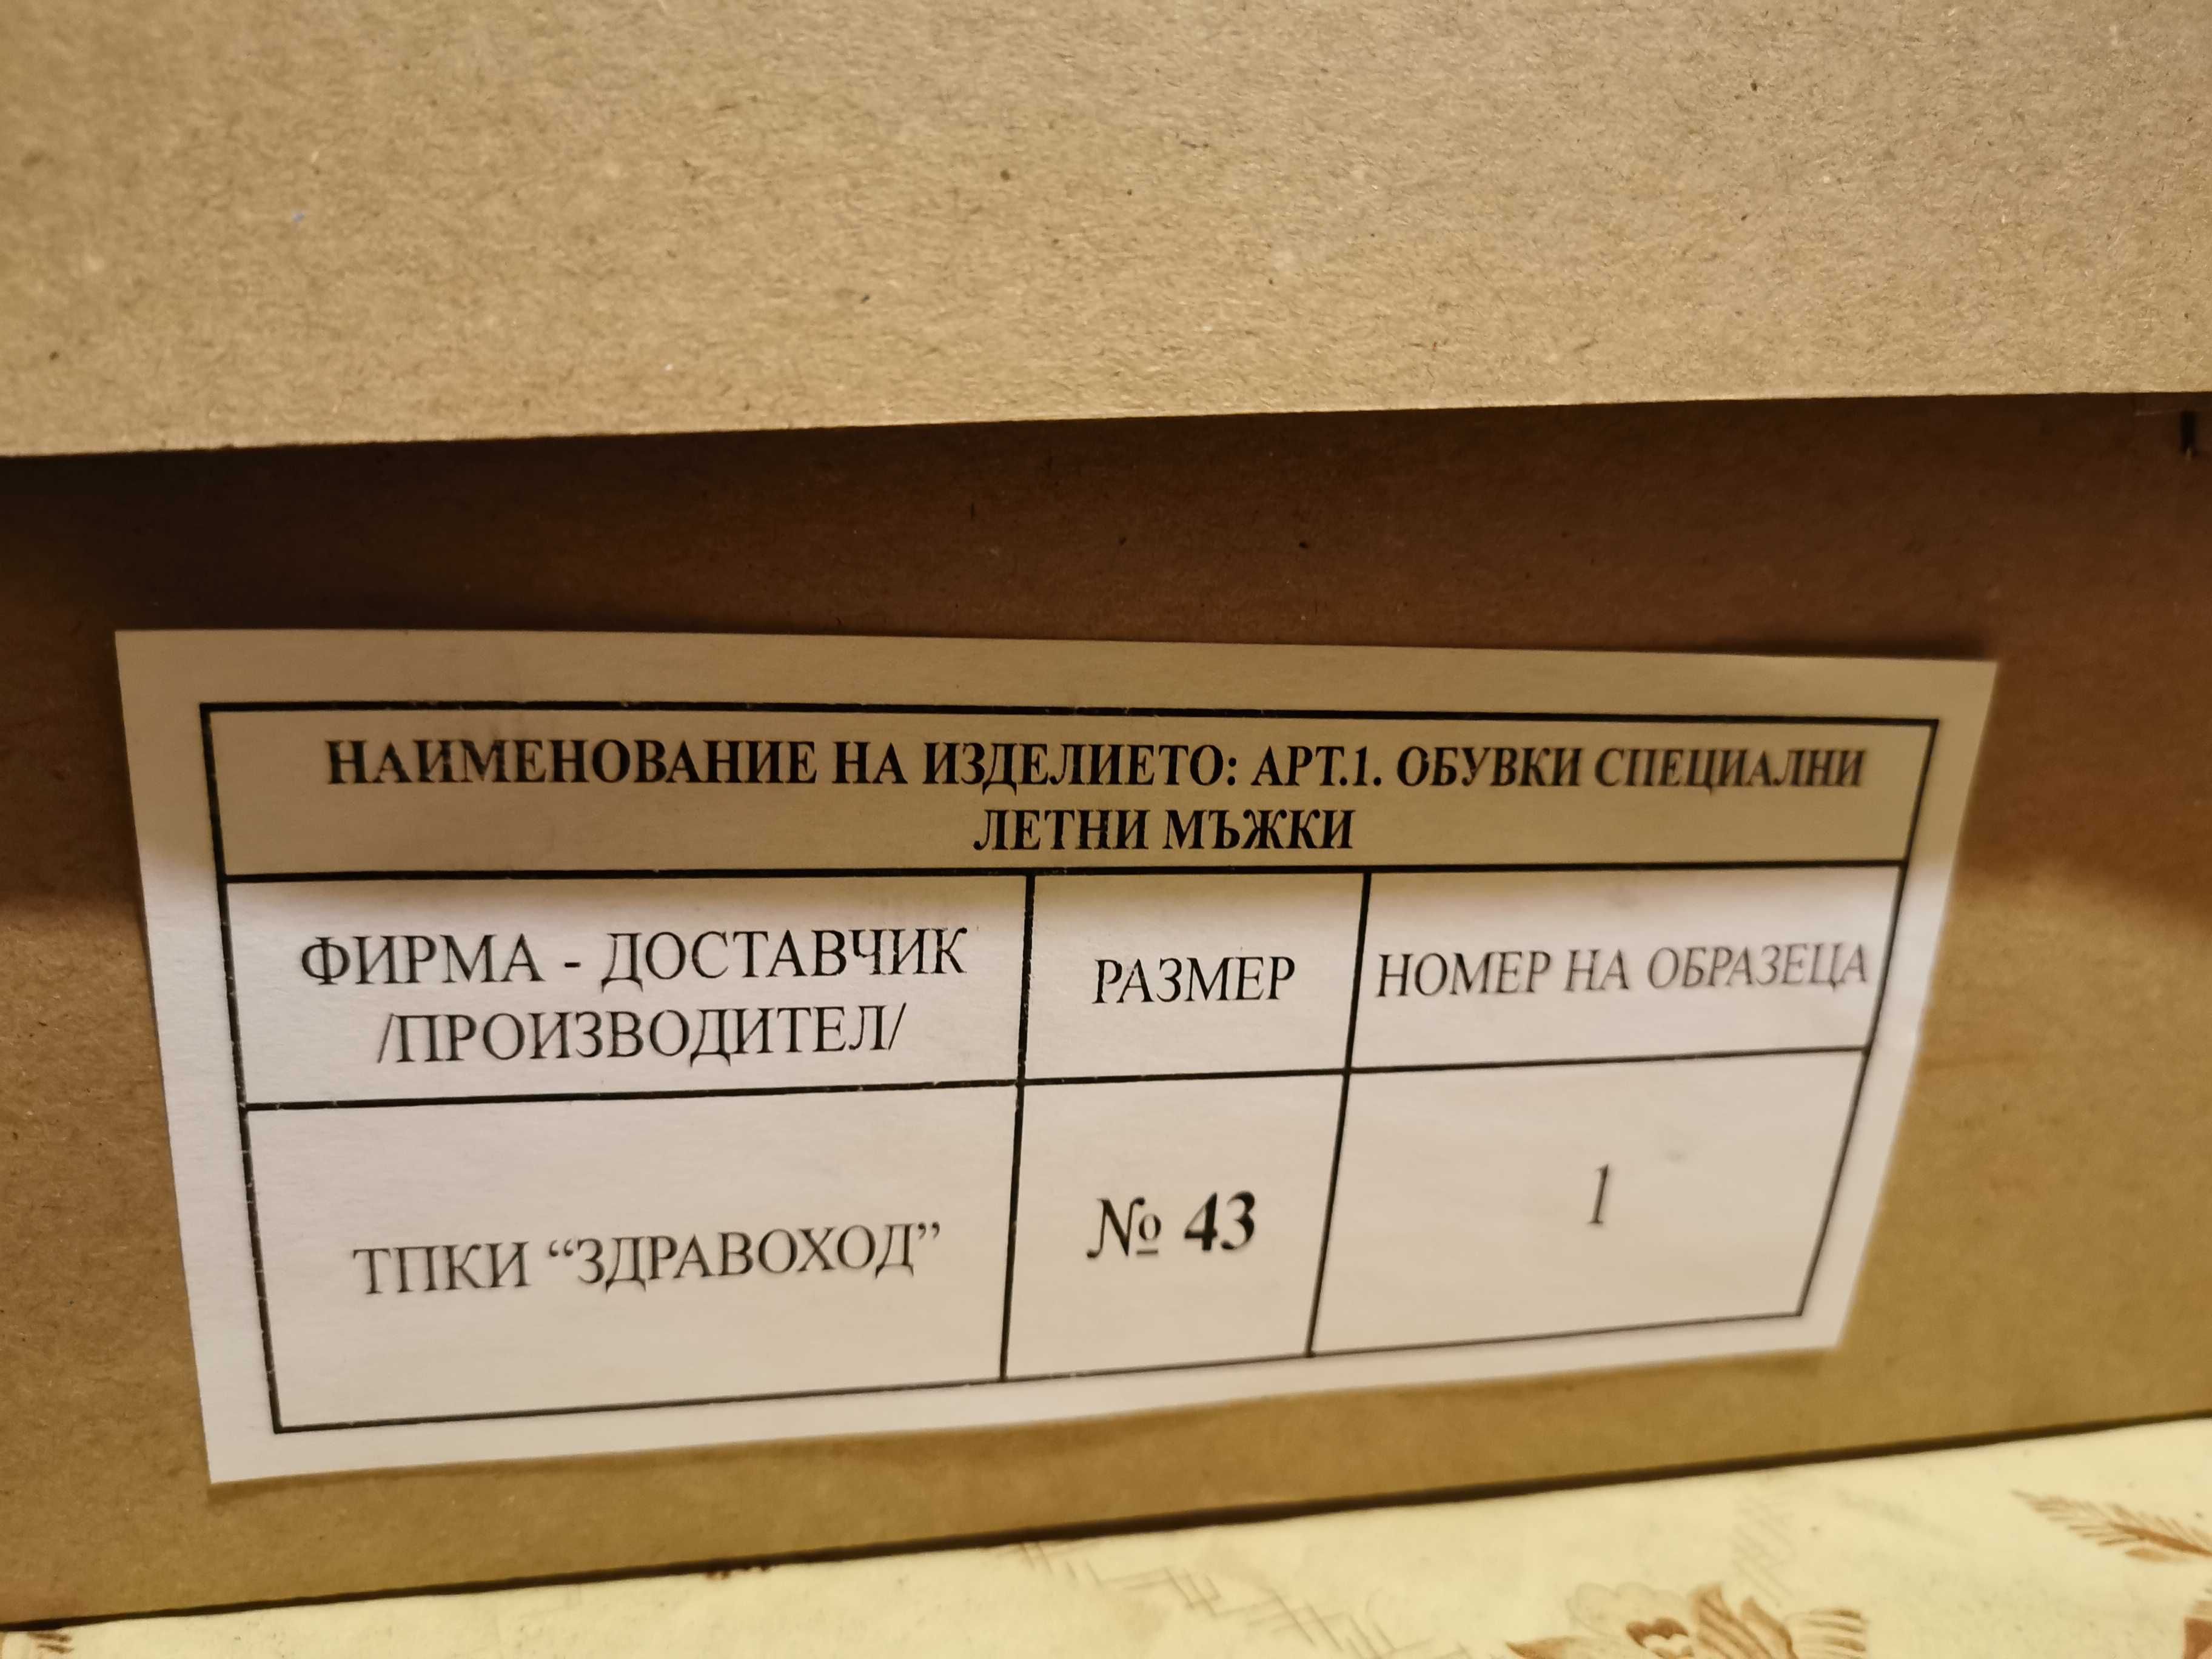 НАИМЕНОВАНИЕ НА ИЗДЕЛИЕТО: АРТ.1. ОБУВКИ СПЕЦИАЛНИ
ЛЕТНИ МЪЖКИ
ФИРМА - ДОСТАВЧИК
/ПРОИЗВОДИТЕЛ/
РАЗМЕР
НОМЕР НА ОБРАЗЕЦА
ТПКИ “ЗДРАВОХОД”
№ 43
1